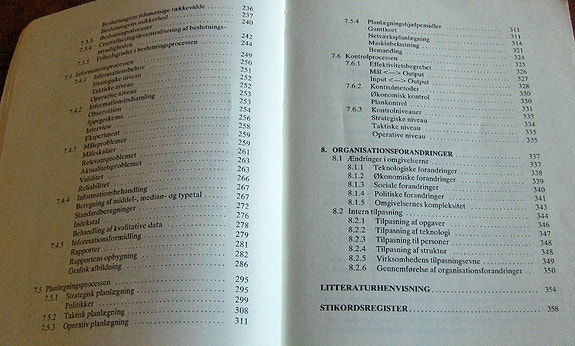 Beslutningens tidsmæssige rækkevidde 236
Beslutningens usikkerhed 237
7.3.3 Beslutningsniveauer 240
7.3.4 Centralisering/decentralisering af beslutnings-
myndigheden 242
7.3.5 Frihedsgrader i beslutningsprocessen 244
7.4 Informationsprocessen 249
7.4.1 Informationsbehov 250
Strategiske niveau 251
Taktiske niveau 252
Operative niveau 252
7.4.2 Informationsindsamling 253
Observation 254
Spørgeskema 256
Interview 258
Eksperiment 259
7.4.3 Måleproblemer 259
Måleskalaer 261
Relevansproblemet 263
Aktualitetsproblemet 265
Validitet 266
Reliabilitet 266
7.4.4 Informationsbehandling 267
Beregning af middel-, median- og typetal 267
Standardberegninger 272
Indekstal 276
Behandling af kvalitative data 278
7.4.5 Informationsformidling 279
Rapporter 281
Rapportens opbygning 282
Grafisk afbildning 286
7.5 Planlægningsprocessen 295
7.5.1 Strategisk planlægning 295
Politikker 299
7.5.2 Taktisk planlægning 308
7.5.3 Operativ planlægning 311
7.5.4 Planlægningshjælpemidler 311
Ganttkort 311
Netværksplanlægning 314
Maskinbelastning 321
Bemanding 324
7.6 Kontrolprocessen 325
7.6.1 Effektivitetsbegrebet 326
Mål <—> Output 327
Input <—> Output 328
7.6.2 Kontrolmetoder 330
Økonomisk kontrol 330
Plankontrol 331
7.6.3 Kontrolniveauer 333
Strategiske niveau 334
Taktiske niveau 335
Operative niveau 335
8. ORGANISATIONSFORANDRINGER 337
8.1 Ændringer i omgivelserne 338
8.1.1 Teknologiske forandringer 339
8.1.2 Økonomiske forandringer 339
8.1.3 Sociale forandringer 340
8.1.4 Politiske forandringer 341
8.1.5 Omgivelsernes kompleksitet 343
8.2 Intern tilpasning 344
8.2.1 Tilpasning af opgaver 346
8.2.2 Tilpasning af teknologi 347
8.2.3 Tilpasning til personer 348
8.2.4 Tilpasning af struktur 348
8.2.5 Virksomhedens tilpasningsevne 349
8.2.6 Gennemførelse af organisationsforandringer 350
LITTERATURHENVISNING 354
STIKORDSREGISTER 358